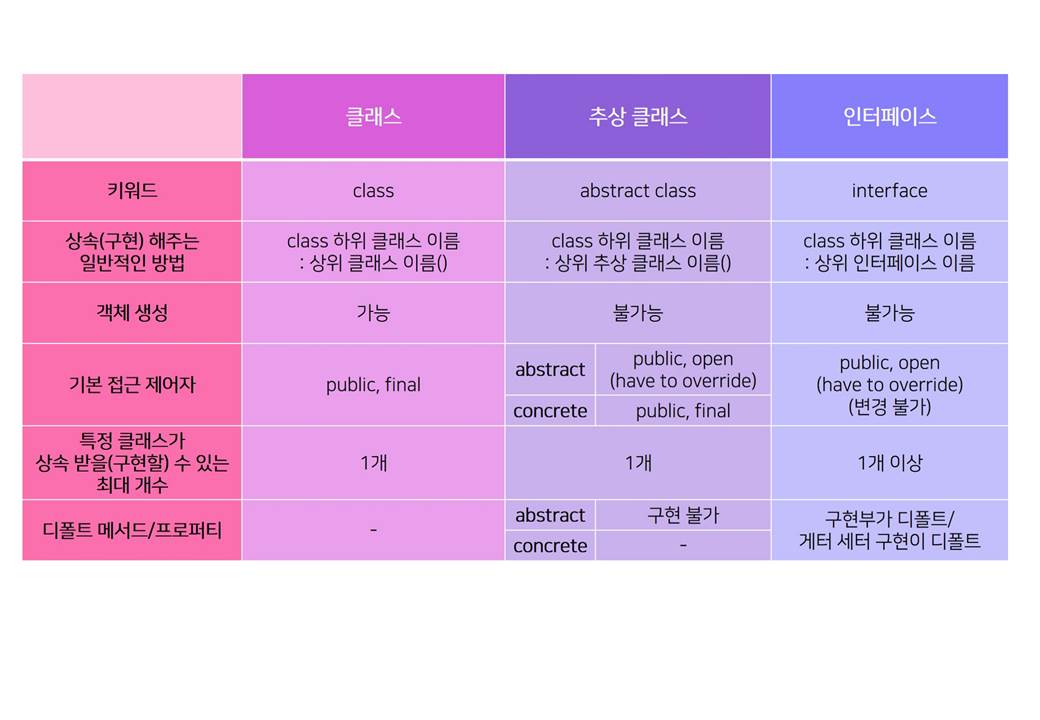 클래스
추상 클래스
인터페이스
키워드
class
abstract class
interface
상속(구현) 해주는
일반적인 방법
class 하위 클래스 이름
: 상위 클래스 이름()
class 하위 클래스 이름
: 상위 추상 클래스 이름()
class 하위 클래스 이름
: 상위 인터페이스 이름
객체 생성
가능
불가능
불가능
기본 접근 제어자
public, final
abstract
public, open
(have to override)
concrete
public, final
public, open
(have to override)
(변경 불가)
특정 클래스가
상속 받을(구현할) 수 있는
최대 개수
1개
1개
1개 이상
디폴트 메서드/프로퍼티
-
abstract
구현 불가
concrete
-
구현부가 디폴트/
게터 세터 구현이 디폴트